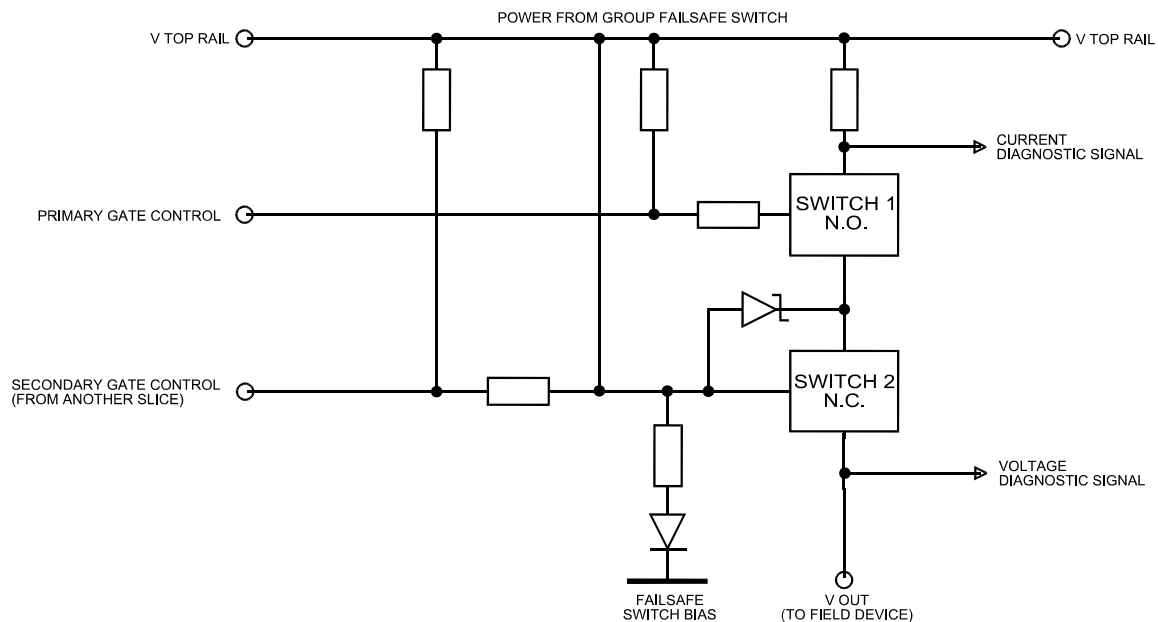 POWER FROM GROUP FAILSAFE SWITCH
V TOP RAIL
V TOP RAIL
CURRENT
DIAGNOSTIC SIGNAL
PRIMARY GATE CONTROL
SWITCH 1
N.O.
SECONDARY GATE CONTROL
(FROM ANOTHER SLICE)
SWITCH 2
N.C.
VOLTAGE
DIAGNOSTIC SIGNAL
FAILSAFE
SWITCH BIAS
V OUT
(TO FIELD DEVICE)